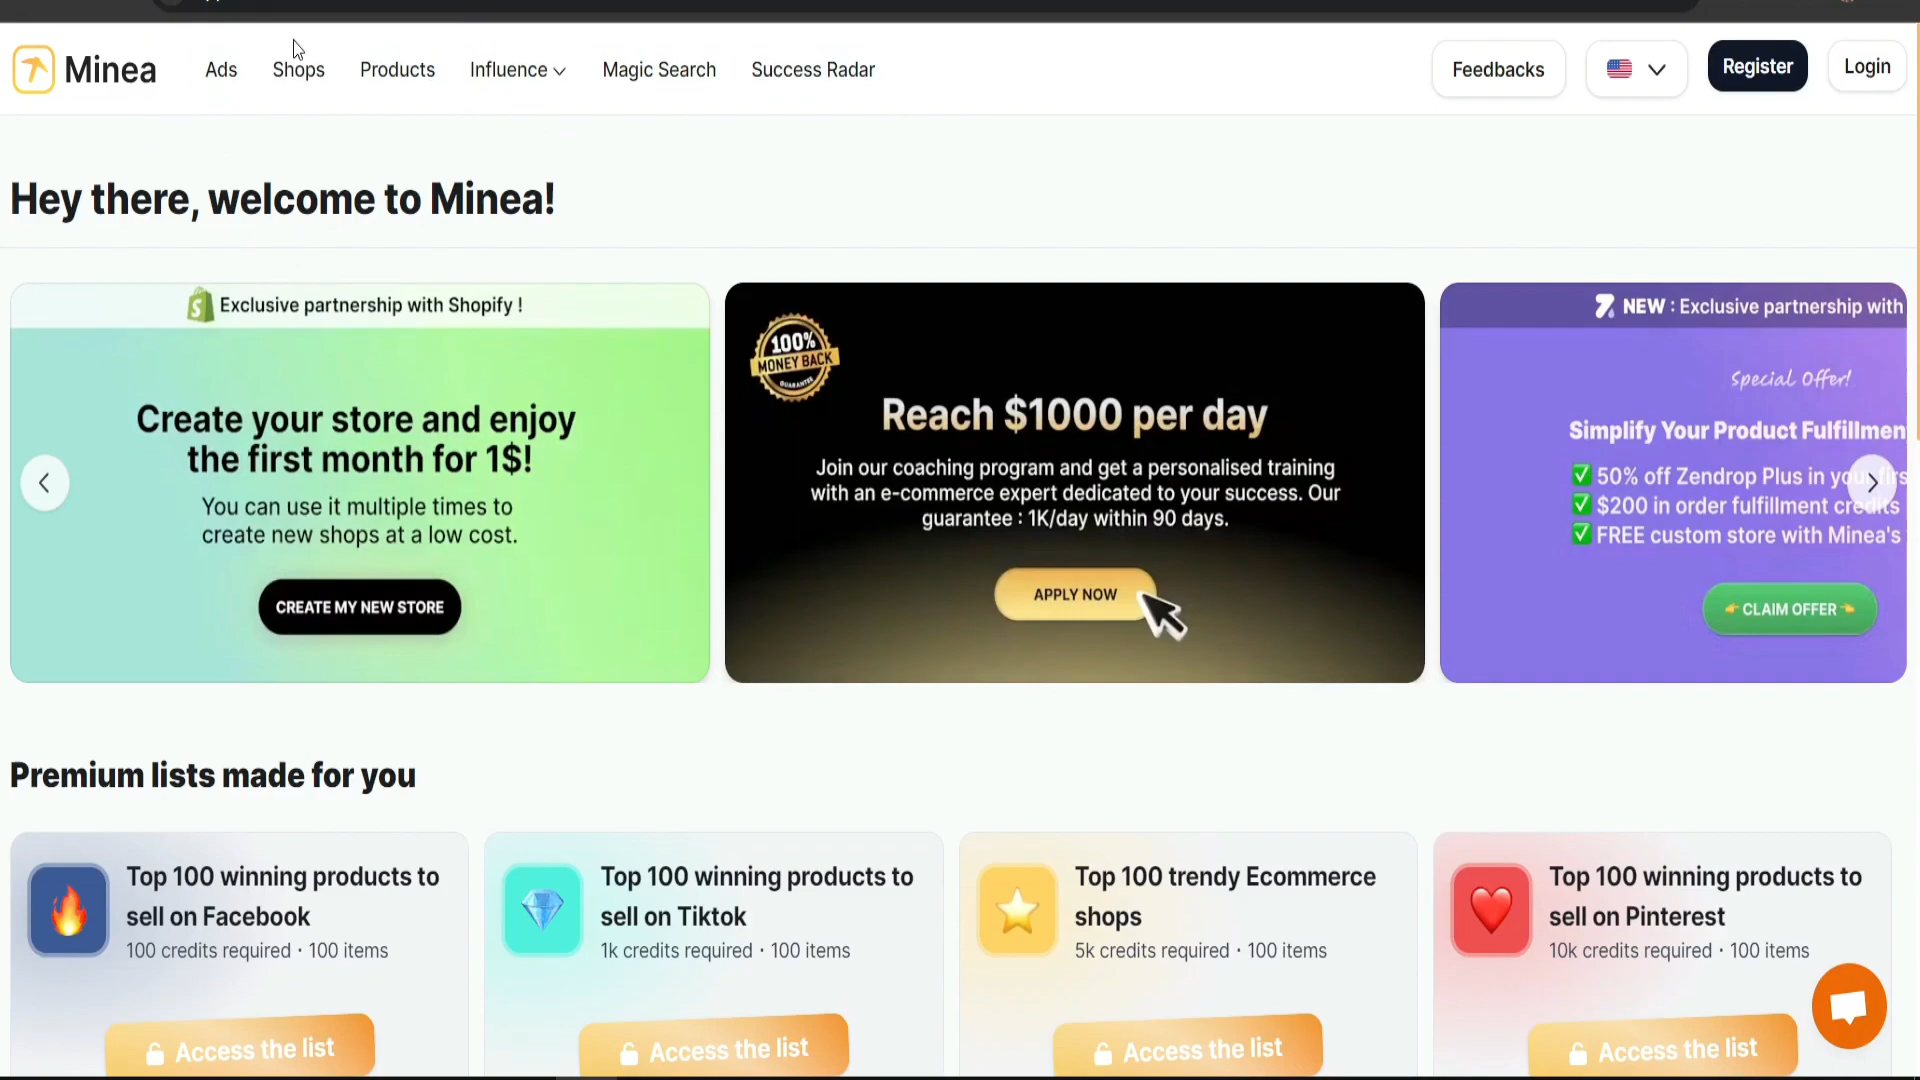 Minea
Ads
Shops
Products
Influence
Magic Search
Success Radar
Feedbacks
Register
Login
Hey there, welcome to Minea!
Exclusive partnership with Shopify !
Create your store and enjoy
the first month for 1$!
You can use it multiple times to
create new shops at a low cost.
CREATE MY NEW STORE
100%
MONEY BACK
GUARANTEE
Reach $1000 per day
Join our coaching program and get a personalised training
with an e-commerce expert dedicated to your success. Our
guarantee : 1K/day within 90 days.
APPLY NOW
NEW : Exclusive partnership with
Special Offer!
Simplify Your Product Fulfillmen
50% off Zendrop Plus in your firs
$200 in order fulfillment credits
FREE custom store with Minea's
CLAIM OFFER
Premium lists made for you
Top 100 winning products to
sell on Facebook
100 credits required · 100 items
Access the list
Top 100 winning products to
sell on Tiktok
1k credits required · 100 items
Access the list
Top 100 trendy Ecommerce
shops
5k credits required · 100 items
Access the list
Top 100 winning products to
sell on Pinterest
10k credits required · 100 items
Access the list